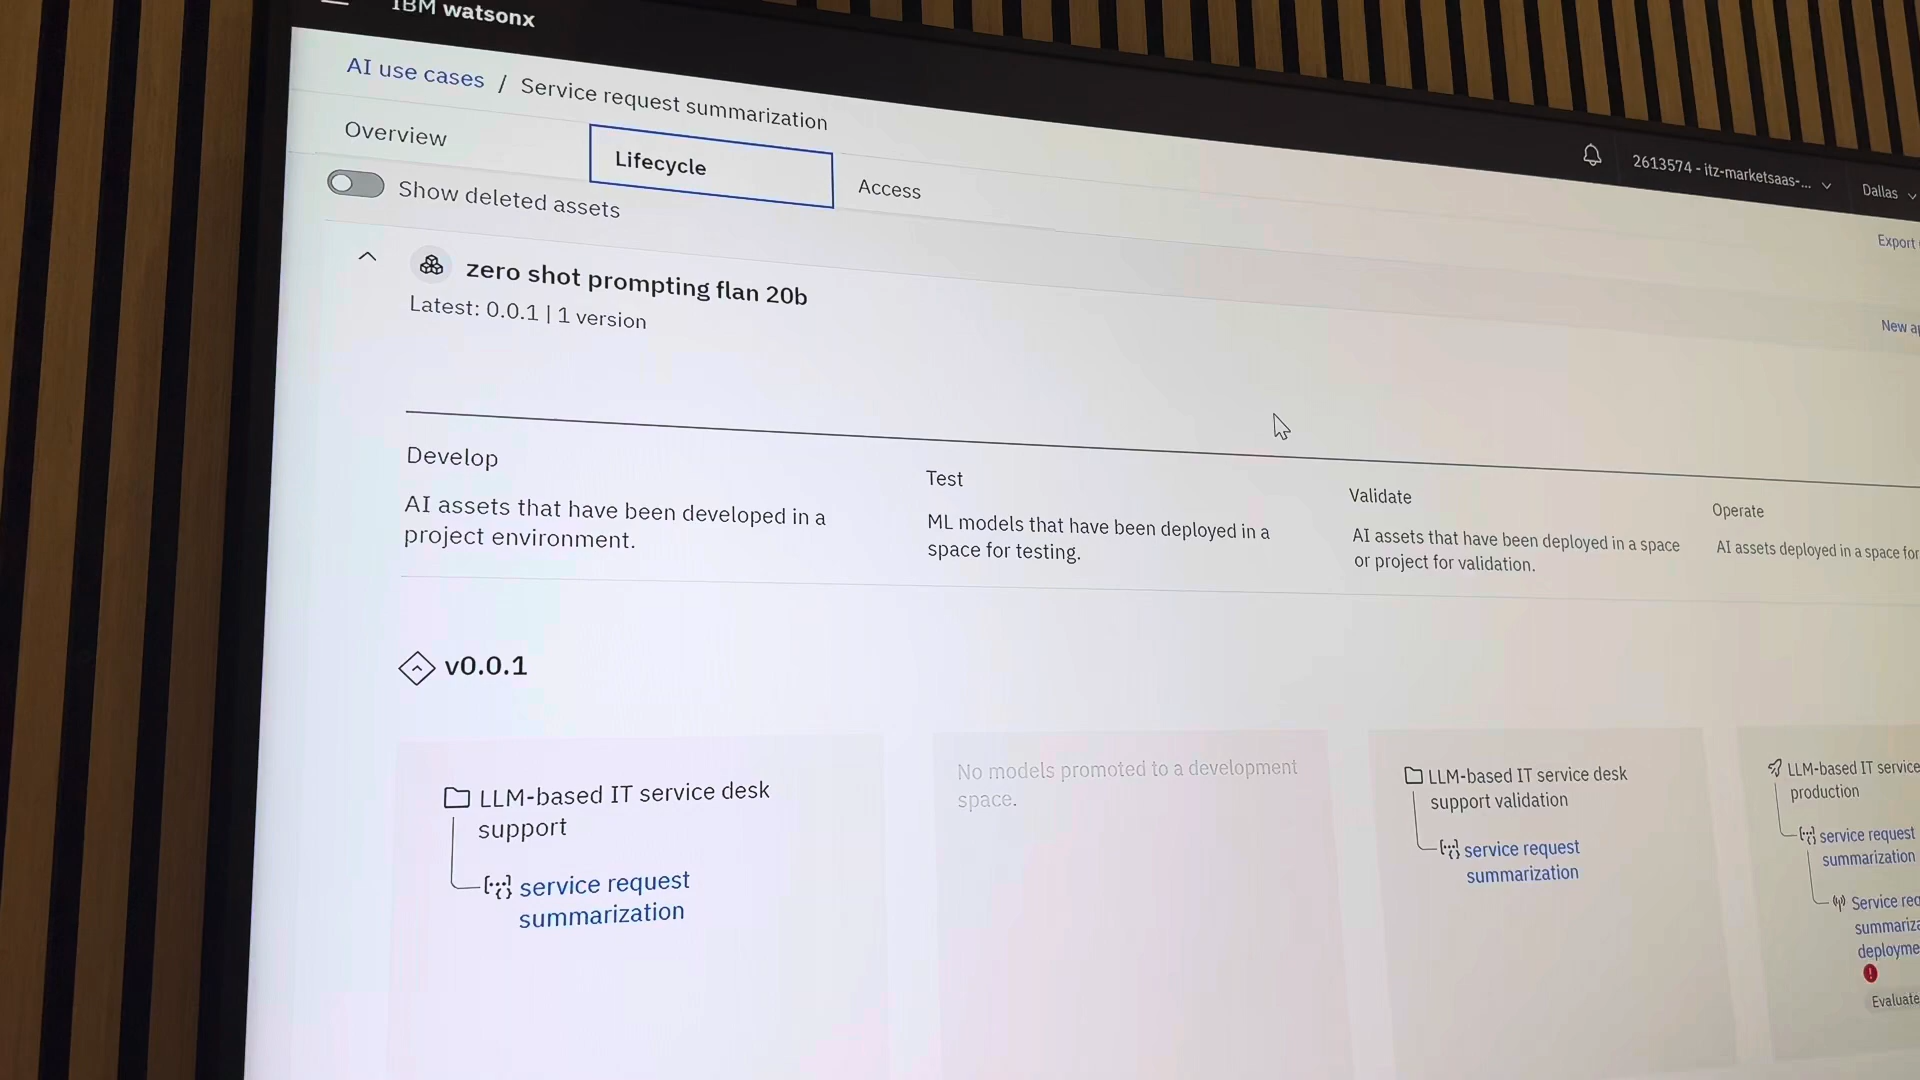 IBM watsonx
AI use cases / Service request summarization
2613574 - itz-marketsaas-...
Dallas
Overview
Lifecycle
Access
Export
Show deleted assets
zero shot prompting flan 20b
Latest: 0.0.1 | 1 version
New
Develop
AI assets that have been developed in a
project environment.
Test
ML models that have been deployed in a
space for testing.
Validate
AI assets that have been deployed in a space
or project for validation.
Operate
AI assets deployed in a space for
v0.0.1
LLM-based IT service desk
support
service request
summarization
No models promoted to a development
space.
LLM-based IT service desk
support validation
service request
summarization
LLM-based IT service
production
service request
summarization
Service
Evaluate